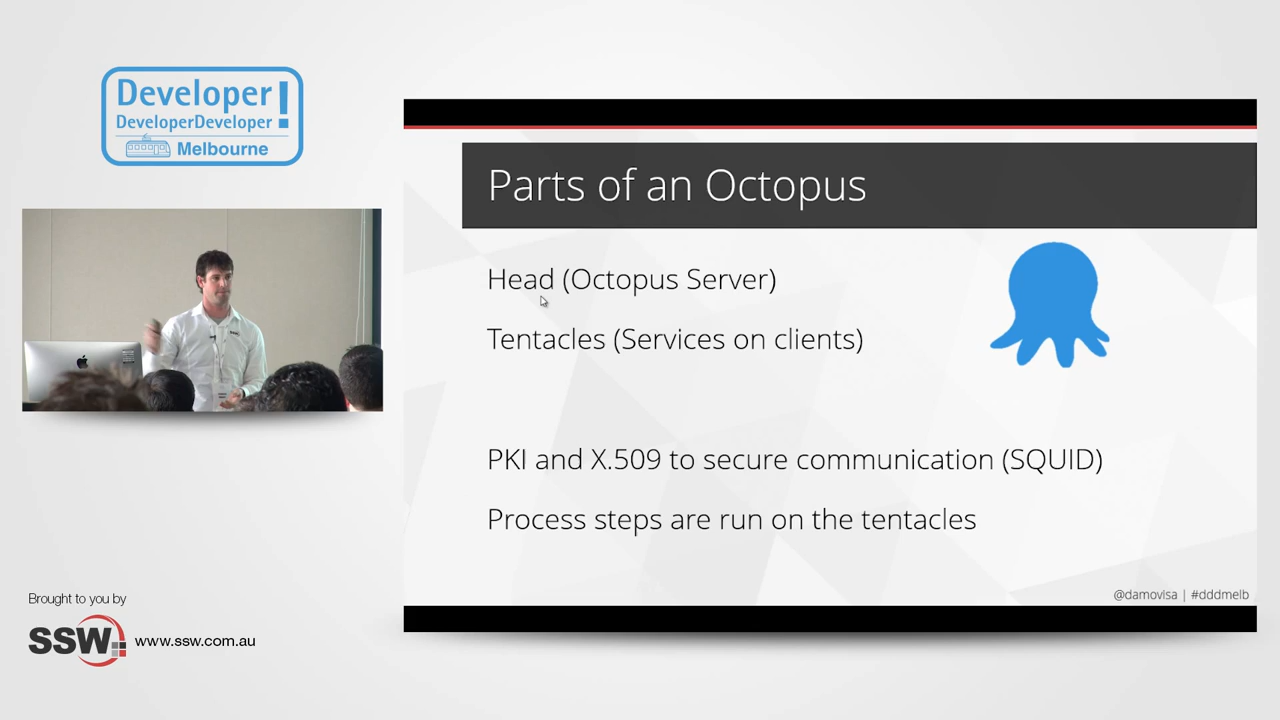 Developer!
DeveloperDeveloper
Melbourne
Parts of an Octopus
Head (Octopus Server)
Tentacles (Services on clients)
PKI and X.509 to secure communication (SQUID)
Process steps are run on the tentacles
@damovisa | #dddmelb
Brought to you by
SSW
www.ssw.com.au